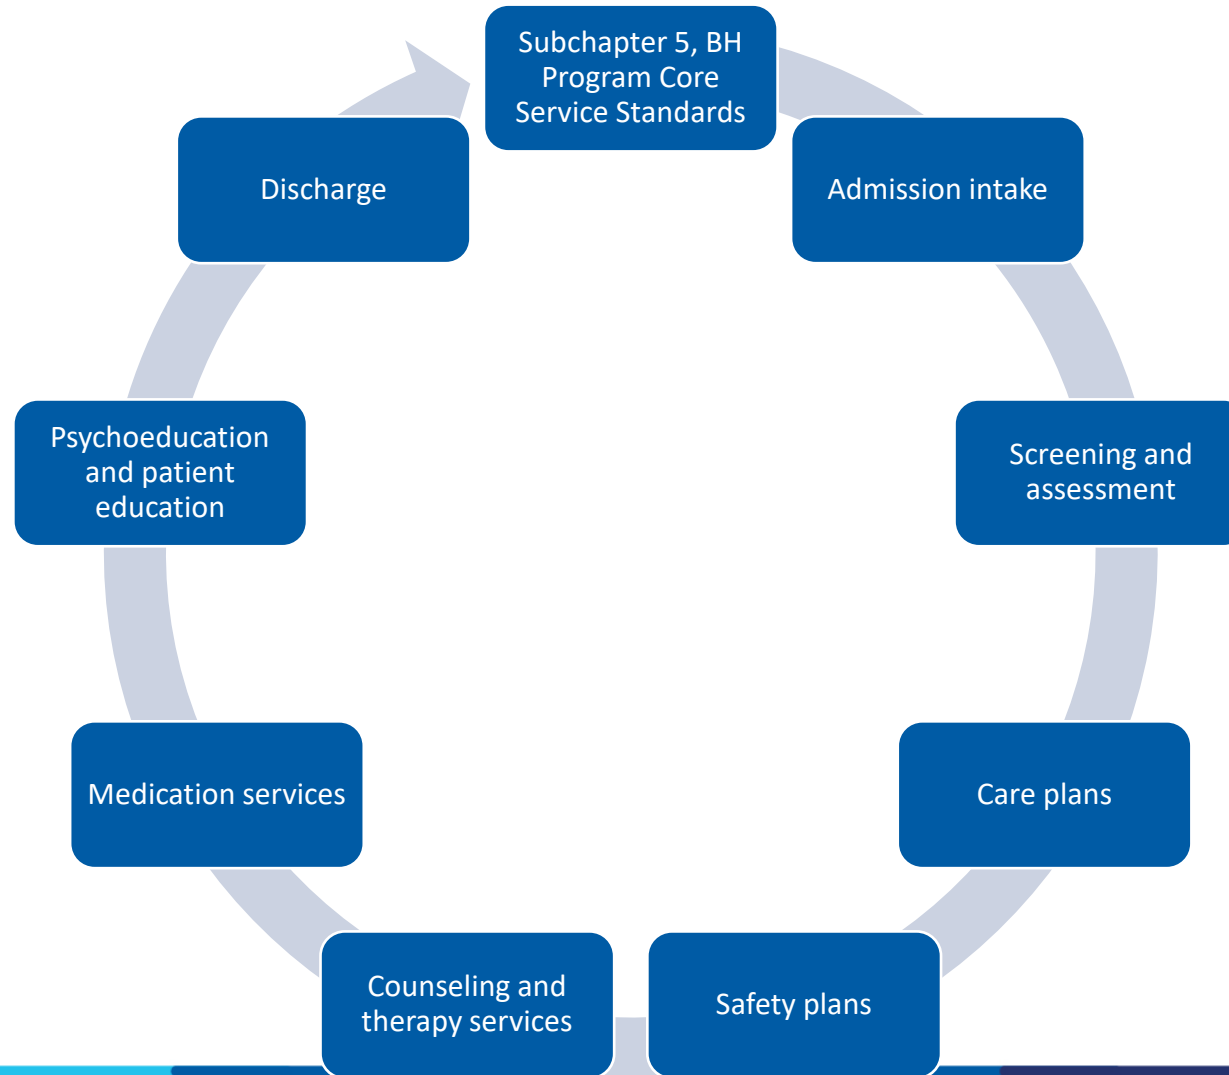 Subchapter 5, BH
Program Core
Service Standards
Admission intake
Screening and
assessment
Care plans
Safety plans
Counseling and
therapy services
Medication services
Psychoeducation
and patient
education
Discharge